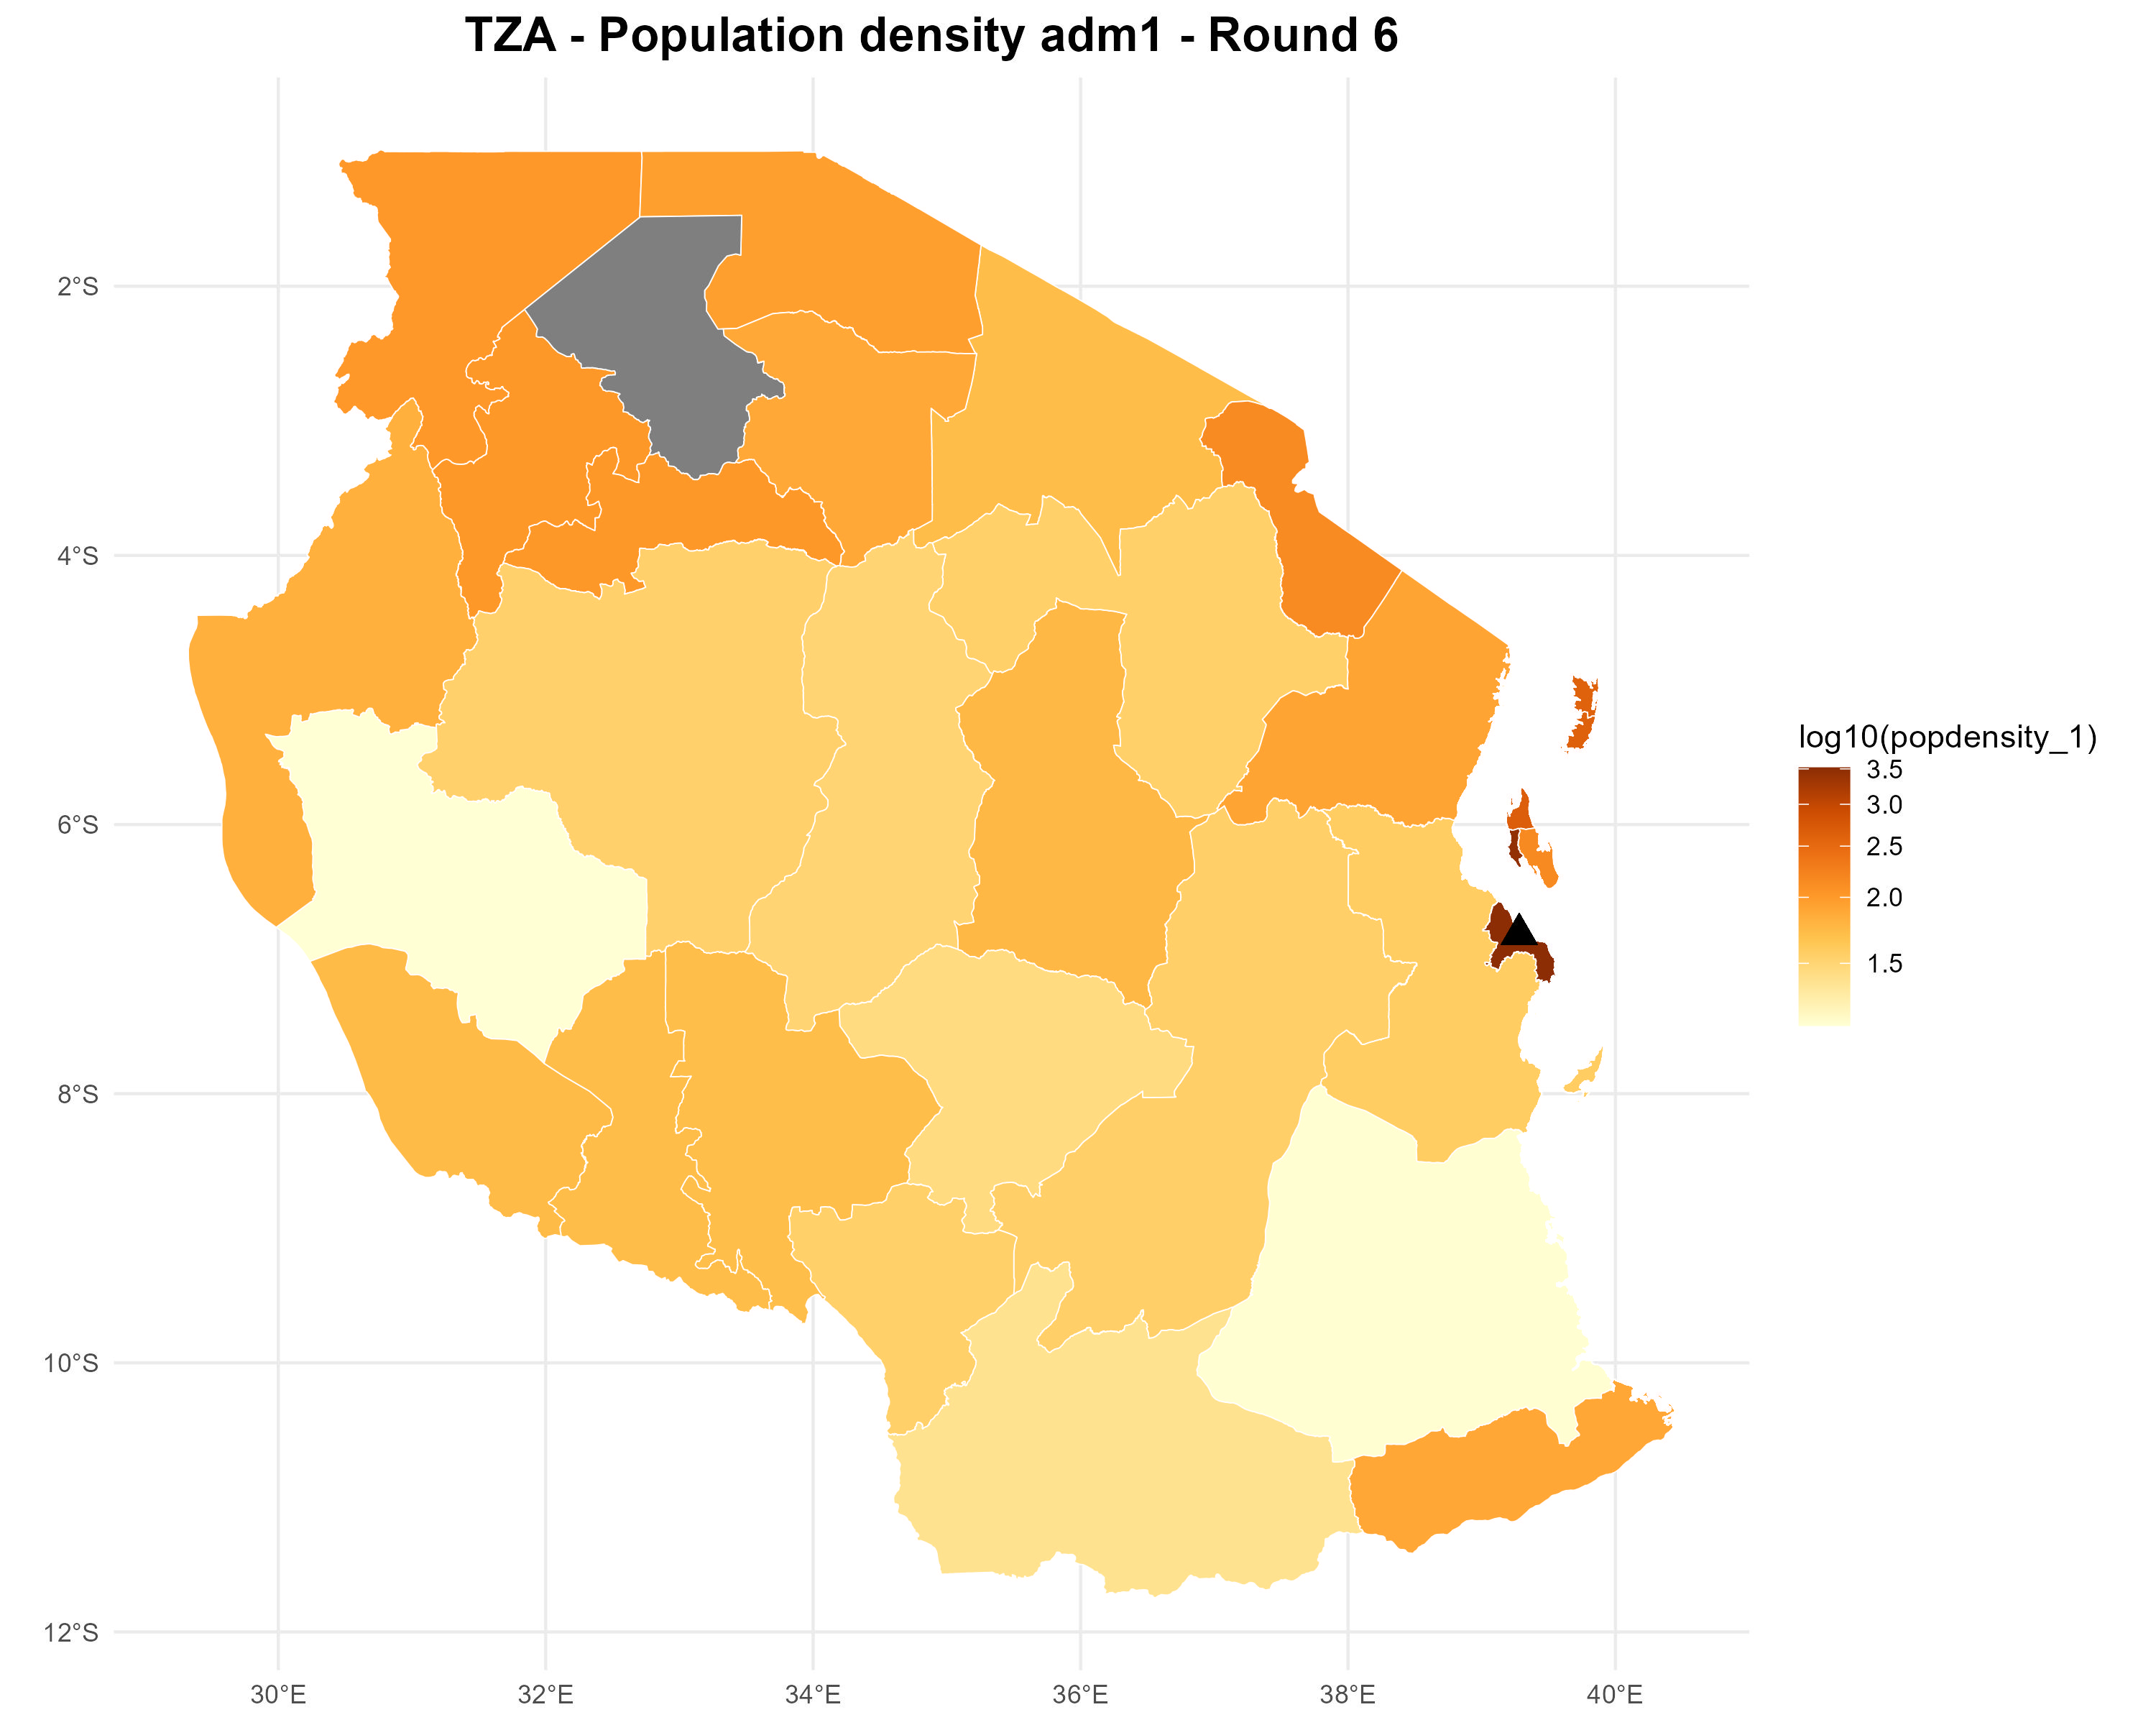 TZA - Population density adm1 - Round 6
2°S
4°S
6°S
8°S
10°S
12°S
30°E
32°E
34°E
36°E
38°E
40°E
log10(popdensity_1)
3.5
3.0
2.5
2.0
1.5